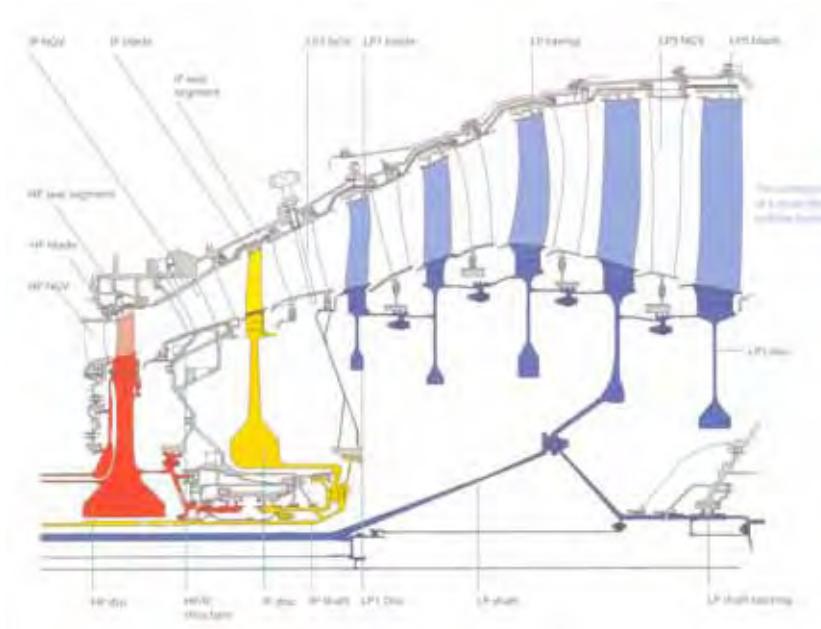 IP NGV
IP blade
LP1 NGV
LP1 blade
LP casing
LP5 NGV
LP5 blade
IP seal
segment
HP seal segment
HP blade
HP NGV
LP5 disc
HP disc
HP/IP
structure
IP disc
IP shaft
LP1 Disc
LP shaft
LP shaft bearing